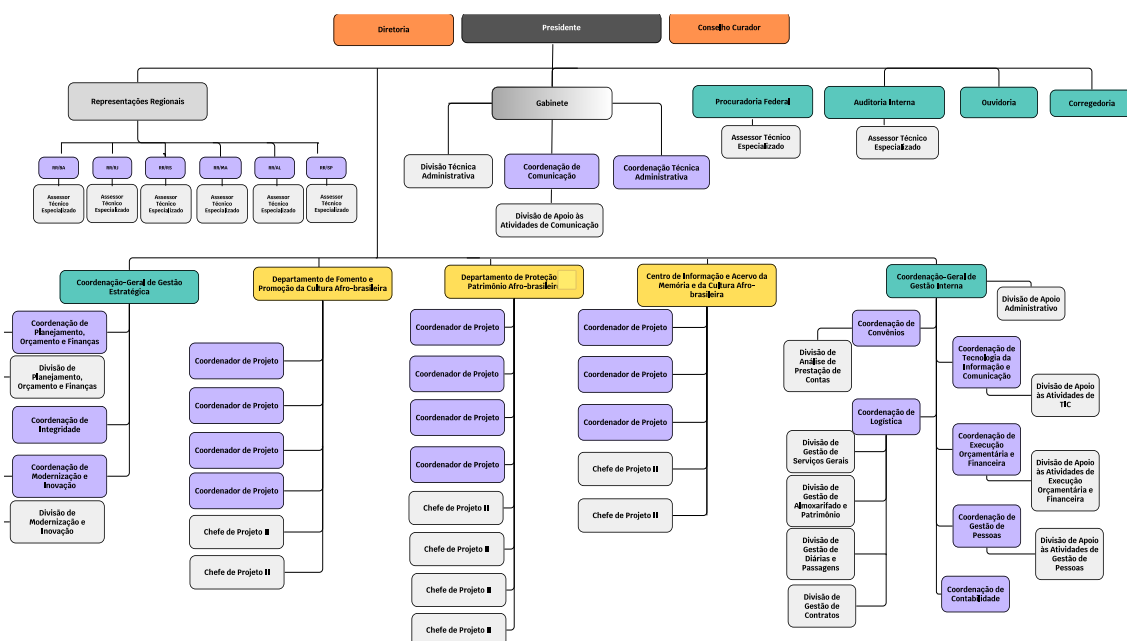 Diretoria
Presidente
Conselho Curador
Representações Regionais
Gabinete
Procuradoria Federal
Auditoria Interna
Ouvidoria
Corregedoria
Assessor Técnico
Especializado
Assessor Técnico
Especializado
Divisão Técnica
Administrativa
Coordenação de
Comunicação
Coordenação Técnica
Administrativa
Divisão de Apoio às
Atividades de Comunicação
RR/BA
RR/RJ
RR/RS
RR/MA
RR/AL
RR/SP
Assessor
Técnico
Especializado
Assessor
Técnico
Especializado
Assessor
Técnico
Especializado
Assessor
Técnico
Especializado
Assessor
Técnico
Especializado
Assessor
Técnico
Especializado
Coordenação-Geral de Gestão
Estratégica
Coordenação de
Planejamento,
Orçamento e Finanças
Divisão de
Planejamento,
Orçamento e Finanças
Coordenação de
Integridade
Coordenação de
Modernização e
Inovação
Divisão de
Modernização e
Inovação
Departamento de Fomento e
Promoção da Cultura Afro-brasileira
Coordenador de Projeto
Coordenador de Projeto
Coordenador de Projeto
Coordenador de Projeto
Chefe de Projeto II
Chefe de Projeto II
Departamento de Proteção
Patrimônio Afro-brasileir
Coordenador de Projeto
Coordenador de Projeto
Coordenador de Projeto
Coordenador de Projeto
Chefe de Projeto II
Chefe de Projeto II
Chefe de Projeto II
Chefe de Projeto II
Centro de Informação e Acervo da
Memória e da Cultura Afro-
brasileira
Coordenador de Projeto
Coordenador de Projeto
Coordenador de Projeto
Chefe de Projeto II
Chefe de Projeto II
Coordenação-Geral de
Gestão Interna
Divisão de Apoio
Administrativo
Coordenação de
Convênios
Divisão de
Análise de
Prestação de
Contas
Coordenação de
Tecnologia da
Informação e
Comunicação
Divisão de Apoio
às Atividades de
TIC
Coordenação de
Logística
Divisão de
Gestão de
Serviços Gerais
Divisão de
Gestão de
Almoxarifado e
Patrimônio
Divisão de
Gestão de
Diárias e
Passagens
Divisão de
Gestão de
Contratos
Coordenação de
Execução
Orçamentária e
Financeira
Divisão de Apoio
às Atividades de
Execução
Orçamentária e
Financeira
Coordenação de
Gestão de
Pessoas
Divisão de Apoio
às Atividades de
Gestão de
Pessoas
Coordenação de
Contabilidade